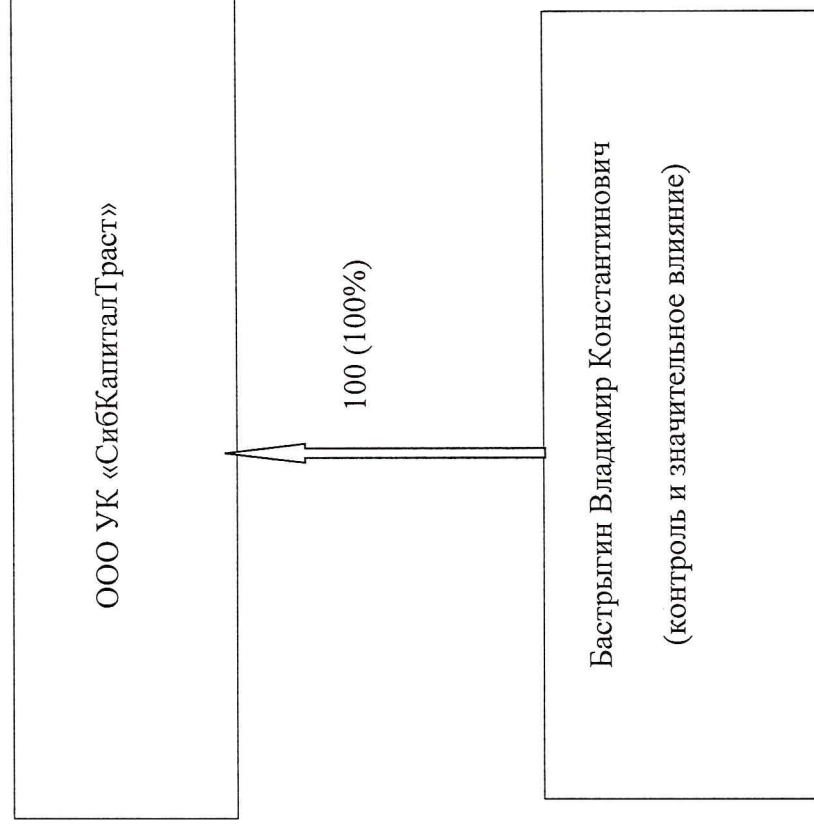 ООО УК «СибКапиталТраст»
100 (100%)
Бастрыгин Владимир Константинович
(контроль и значительное влияние)